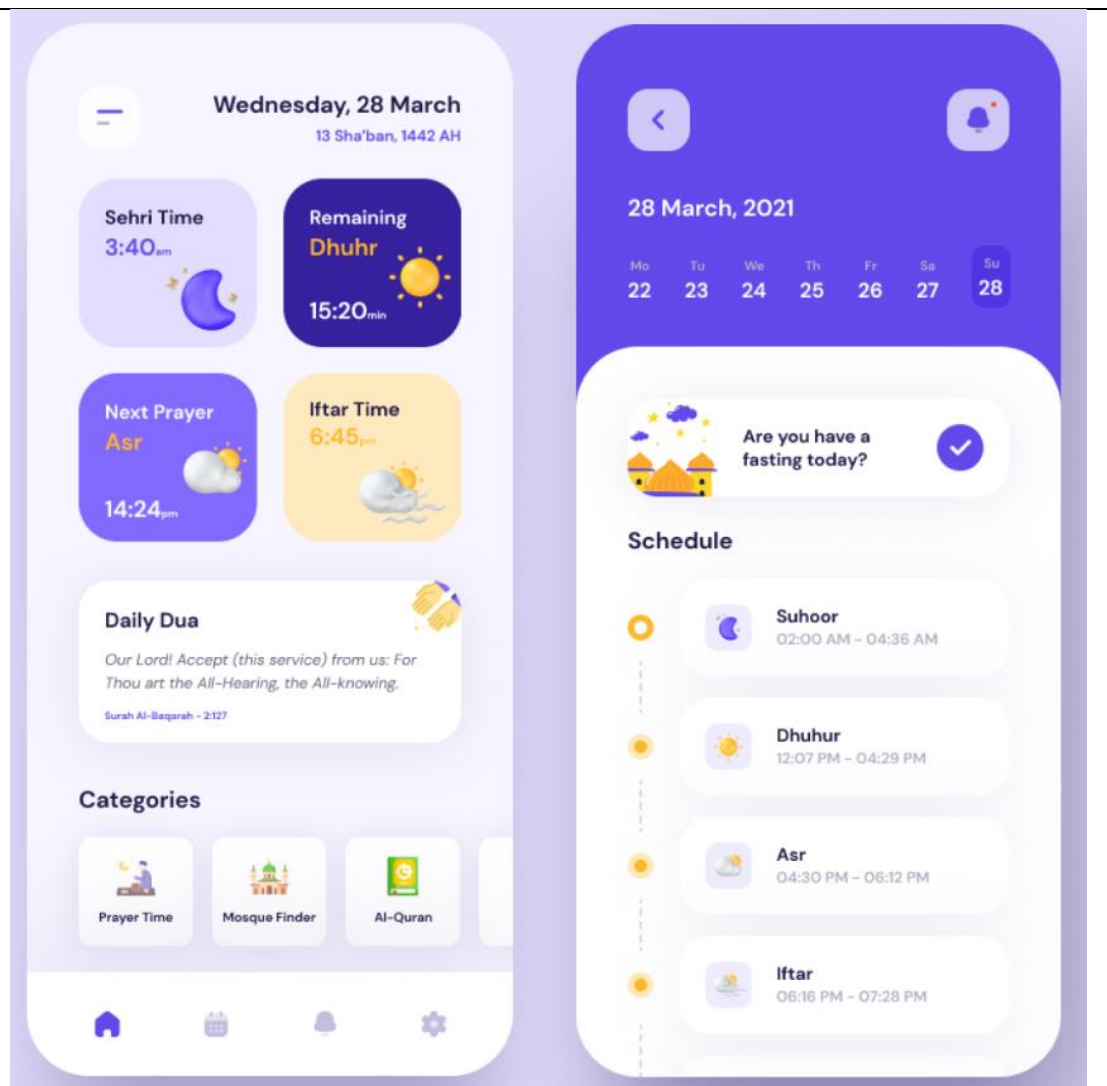 Wednesday, 28 March
13 Sha'ban, 1442 AH
Sehri Time
3:40am
Remaining
Dhuhr
15:20min
Next Prayer
Asr
14:24pm
Iftar Time
6:45pm
Daily Dua
Our Lord! Accept (this service) from us: For
Thou art the All-Hearing, the All-knowing.
Surah Al-Baqarah - 2:127
Categories
Prayer Time
Mosque Finder
Al-Quran
28 March, 2021
Mo Tu We Th Fr Sa Su
22 23 24 25 26 27 28
Are you have a
fasting today?
Schedule
Suhoor
02:00 AM - 04:36 AM
Dhuhur
12:07 PM - 04:29 PM
Asr
04:30 PM - 06:12 PM
Iftar
06:16 PM - 07:28 PM